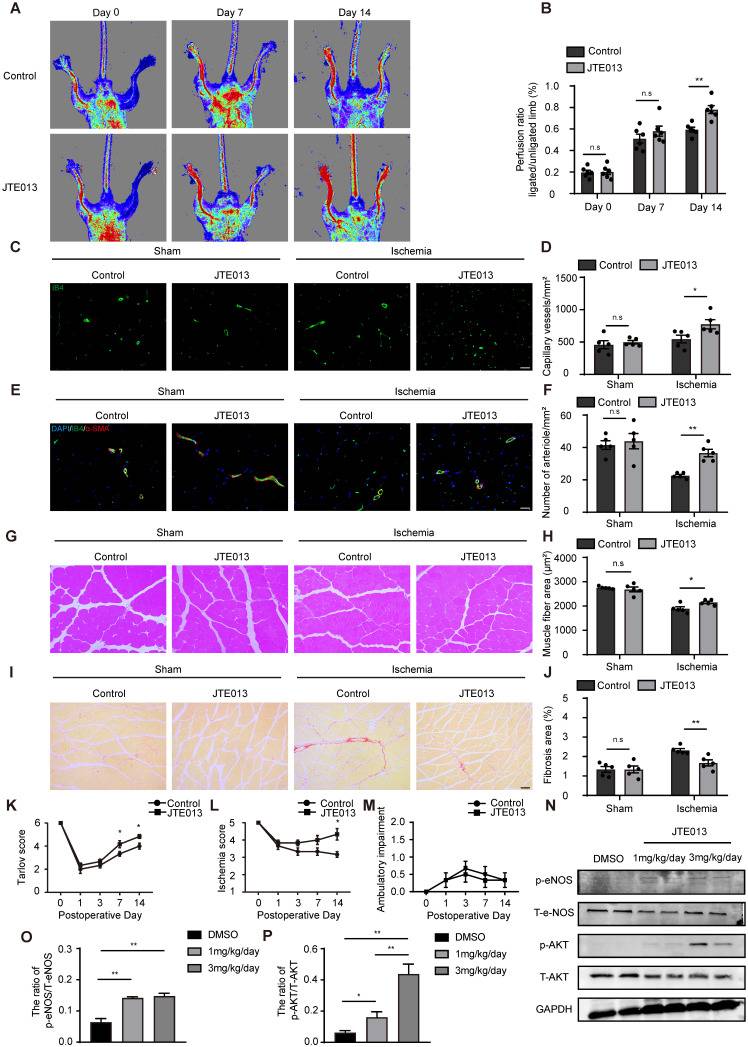 A
Day 0
Day 7
Day 14
Control
JTE013
B
Control
JTE013
Perfusion ratio
ligated/unligated limb (%)
1.0
0.8
0.6
0.4
0.2
0
n.s
n.s
**
Day 0
Day 7
Day 14
C
Sham
Ischemia
Control
JTE013
Control
JTE013
IB4
D
Control
JTE013
Capillary vessels/mm²
1500
1000
500
0
n.s
*
Sham
Ischemia
E
Sham
Ischemia
Control
JTE013
Control
JTE013
DAPI/IB4/α-SMA
F
Control
JTE013
Number of arteriole/mm²
60
40
20
0
n.s
**
Sham
Ischemia
G
Sham
Ischemia
Control
JTE013
Control
JTE013
H
Control
JTE013
Muscle fiber area (μm²)
4000
3000
2000
1000
0
n.s
*
Sham
Ischemia
I
Sham
Ischemia
Control
JTE013
Control
JTE013
J
Control
JTE013
Fibrosis area (%)
5
4
3
2
1
0
n.s
**
Sham
Ischemia
K
Control
JTE013
Tarlov score
6
4
2
0
*
*
0
1
3
7
14
Postoperative Day
L
Control
JTE013
Ischemia score
5
4
3
2
1
*
0
1
3
7
14
Postoperative Day
M
Control
JTE013
Ambulatory impairment
2.0
1.5
1.0
0.5
0.0
0
1
3
7
14
Postoperative Day
N
JTE013
DMSO
1mg/kg/day
3mg/kg/day
p-eNOS
T-e-NOS
p-AKT
T-AKT
GAPDH
O
DMSO
1mg/kg/day
3mg/kg/day
The ratio of
p-eNOS/T-eNOS
0.3
0.2
0.1
0.0
**
**
P
DMSO
1mg/kg/day
3mg/kg/day
The ratio of
p-AKT/T-AKT
0.6
0.4
0.2
0.0
*
**
**